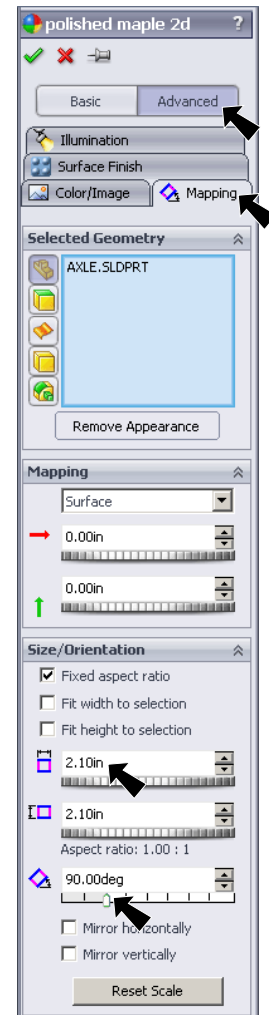 polished maple 2d ?
Basic Advanced
Illumination
Surface Finish
Color/Image Mapping
Selected Geometry
AXLE.SLDPRT
Remove Appearance
Mapping
Surface
0.00in
0.00in
Size/Orientation
Fixed aspect ratio
Fit width to selection
Fit height to selection
2.10in
2.10in
Aspect ratio: 1.00 : 1
90.00deg
Mirror horizontally
Mirror vertically
Reset Scale